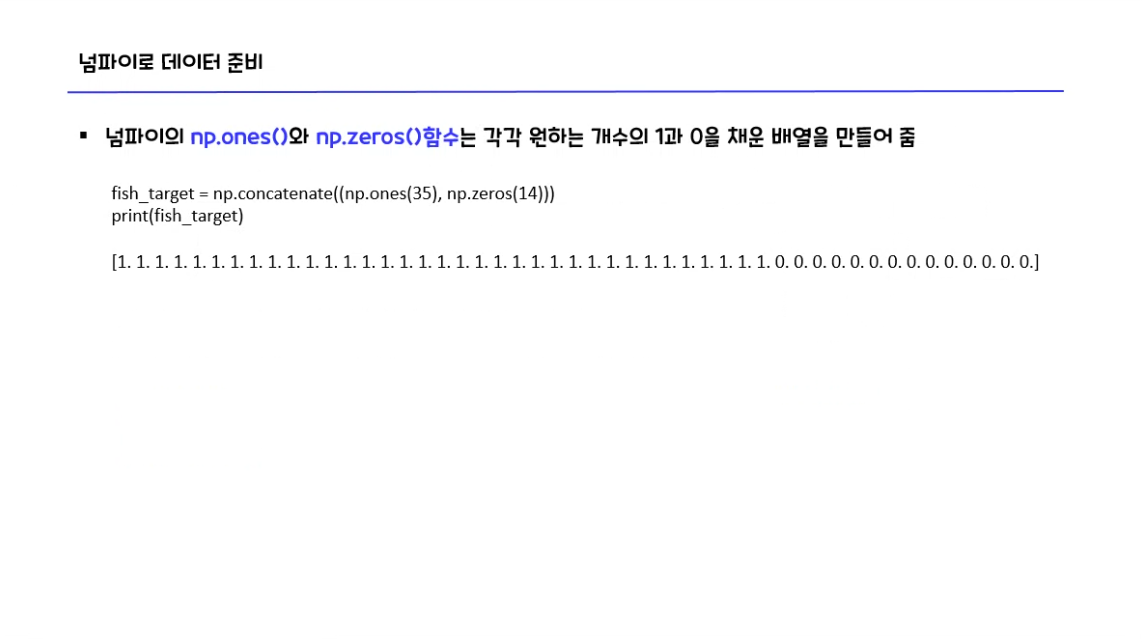 넘파이로 데이터 준비
▪ 넘파이의 np.ones()와 np.zeros()함수는 각각 원하는 개수의 1과 0을 채운 배열을 만들어 줌
fish_target = np.concatenate((np.ones(35), np.zeros(14)))
print(fish_target)
[1. 1. 1. 1. 1. 1. 1. 1. 1. 1. 1. 1. 1. 1. 1. 1. 1. 1. 1. 1. 1. 1. 1. 1. 1. 1. 1. 1. 1. 1. 1. 1. 1. 1. 1. 0. 0. 0. 0. 0. 0. 0. 0. 0. 0. 0. 0. 0. 0.]